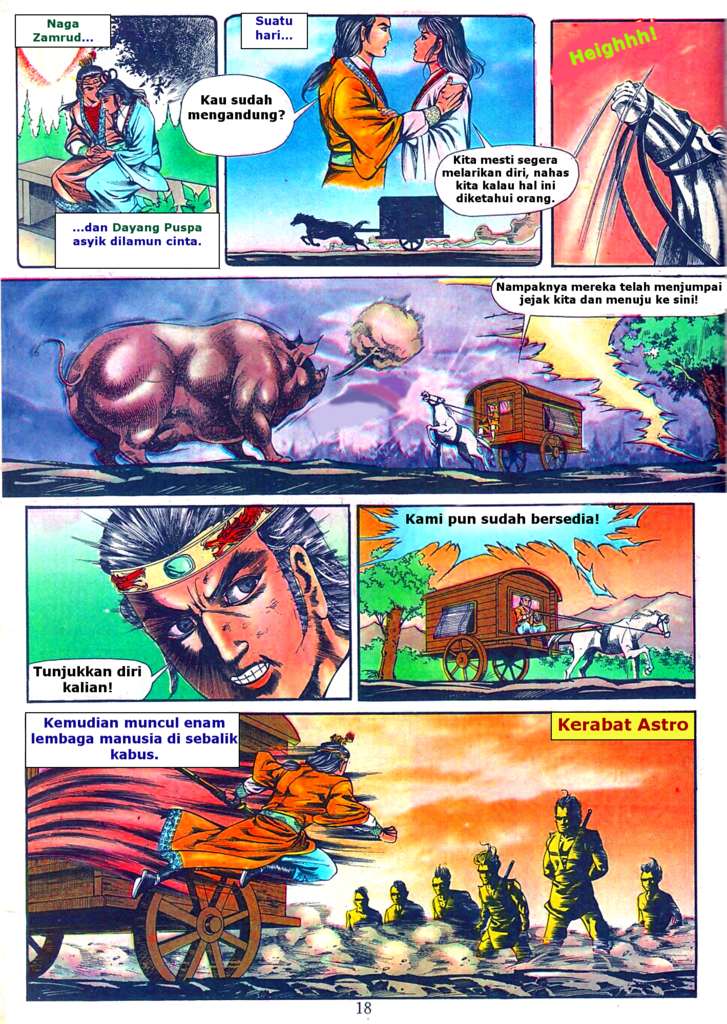 Naga
Zamrud...
...dan Dayang Puspa
asyik dilamun cinta.
Suatu
hari...
Kau sudah
mengandung?
Kita mesti segera
melarikan diri, nahas
kita kalau hal ini
diketahui orang.
Heighhh!
Nampaknya mereka telah menjumpai
jejak kita dan menuju ke sini!
Tunjukkan diri
kalian!
Kami pun sudah bersedia!
Kemudian muncul enam
lembaga manusia di sebalik
kabus.
Kerabat Astro
18